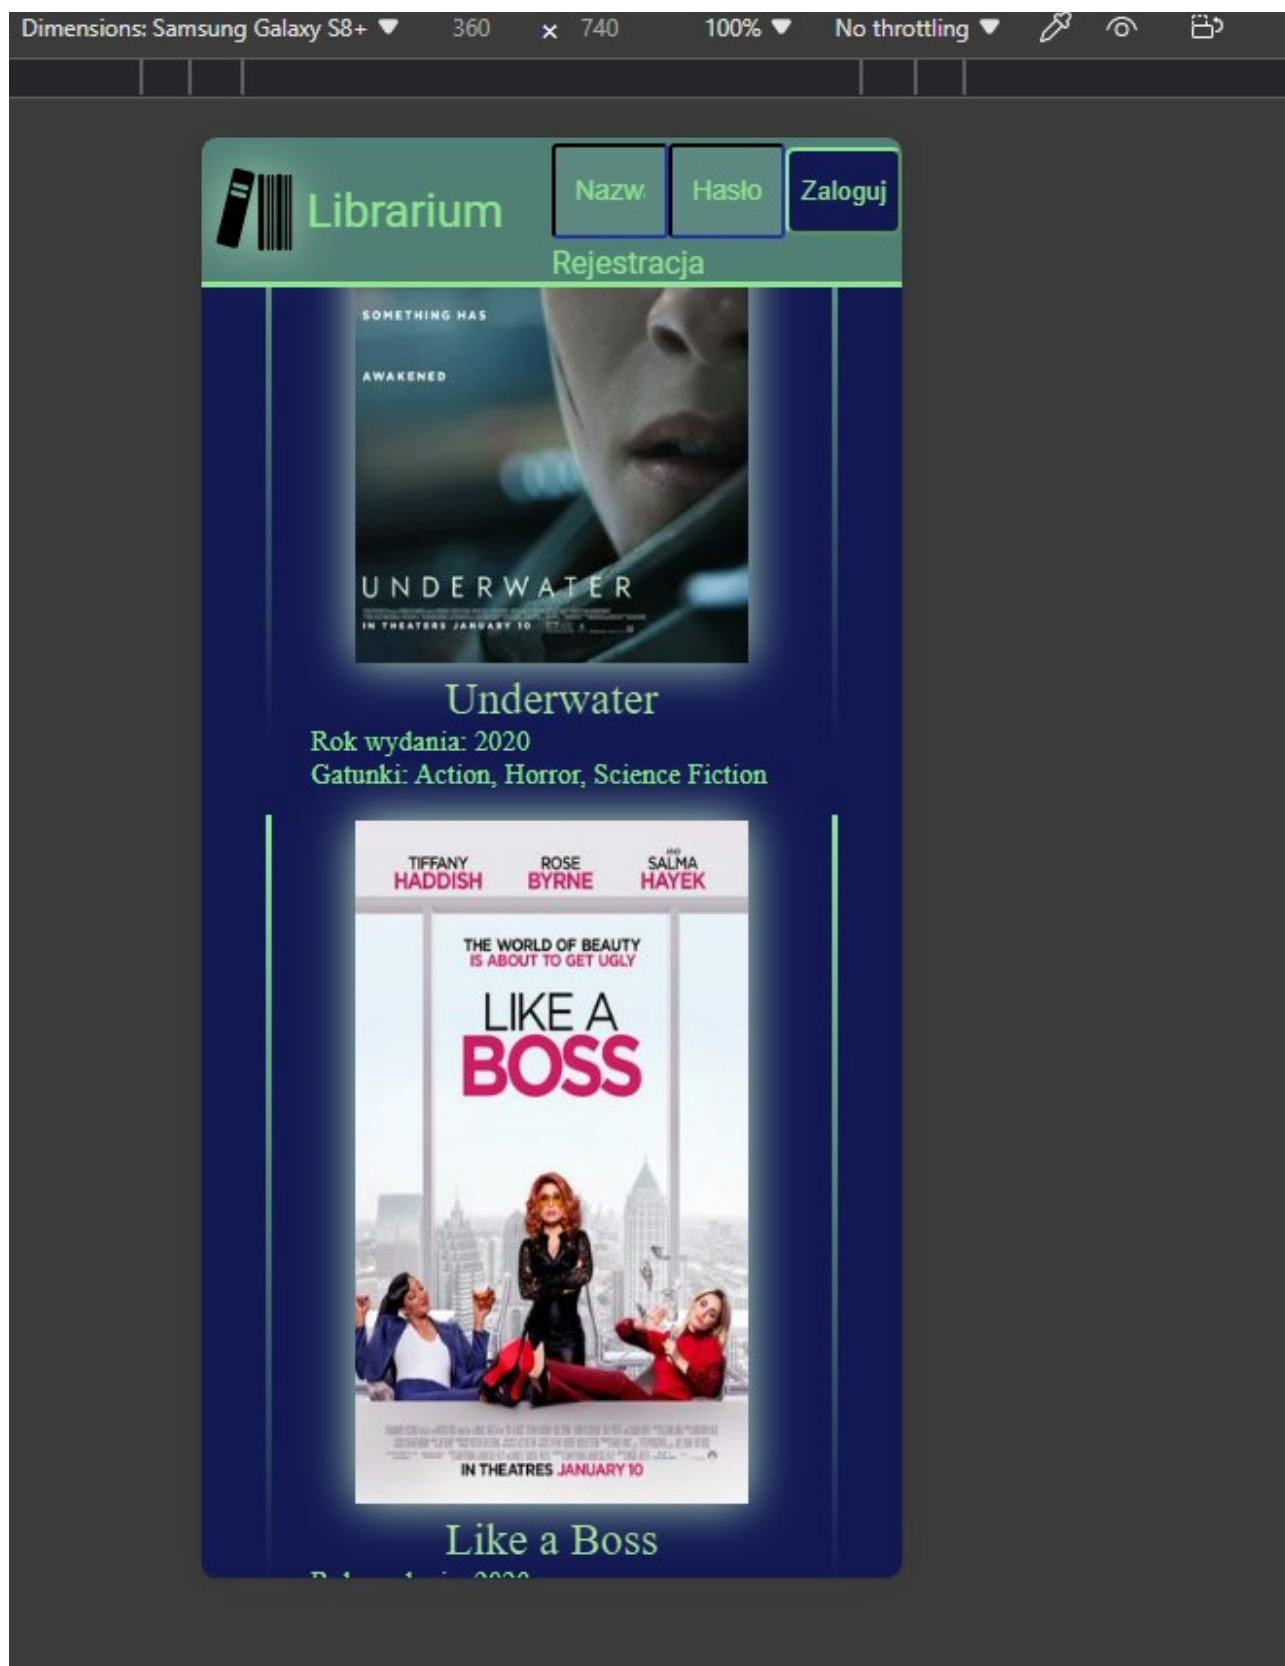 Dimensions: Samsung Galaxy S8+ 360 × 740 100% No throttling
Librarium
Nazw Hasło Zaloguj
Rejestracja
SOMETHING HAS
AWAKENED
UNDERWATER
IN THEATERS JANUARY 10
Underwater
Rok wydania: 2020
Gatunki: Action, Horror, Science Fiction
TIFFANY HADDISH
ROSE BYRNE
AND SALMA HAYEK
THE WORLD OF BEAUTY
IS ABOUT TO GET UGLY
LIKE A
BOSS
IN THEATRES JANUARY 10
Like a Boss